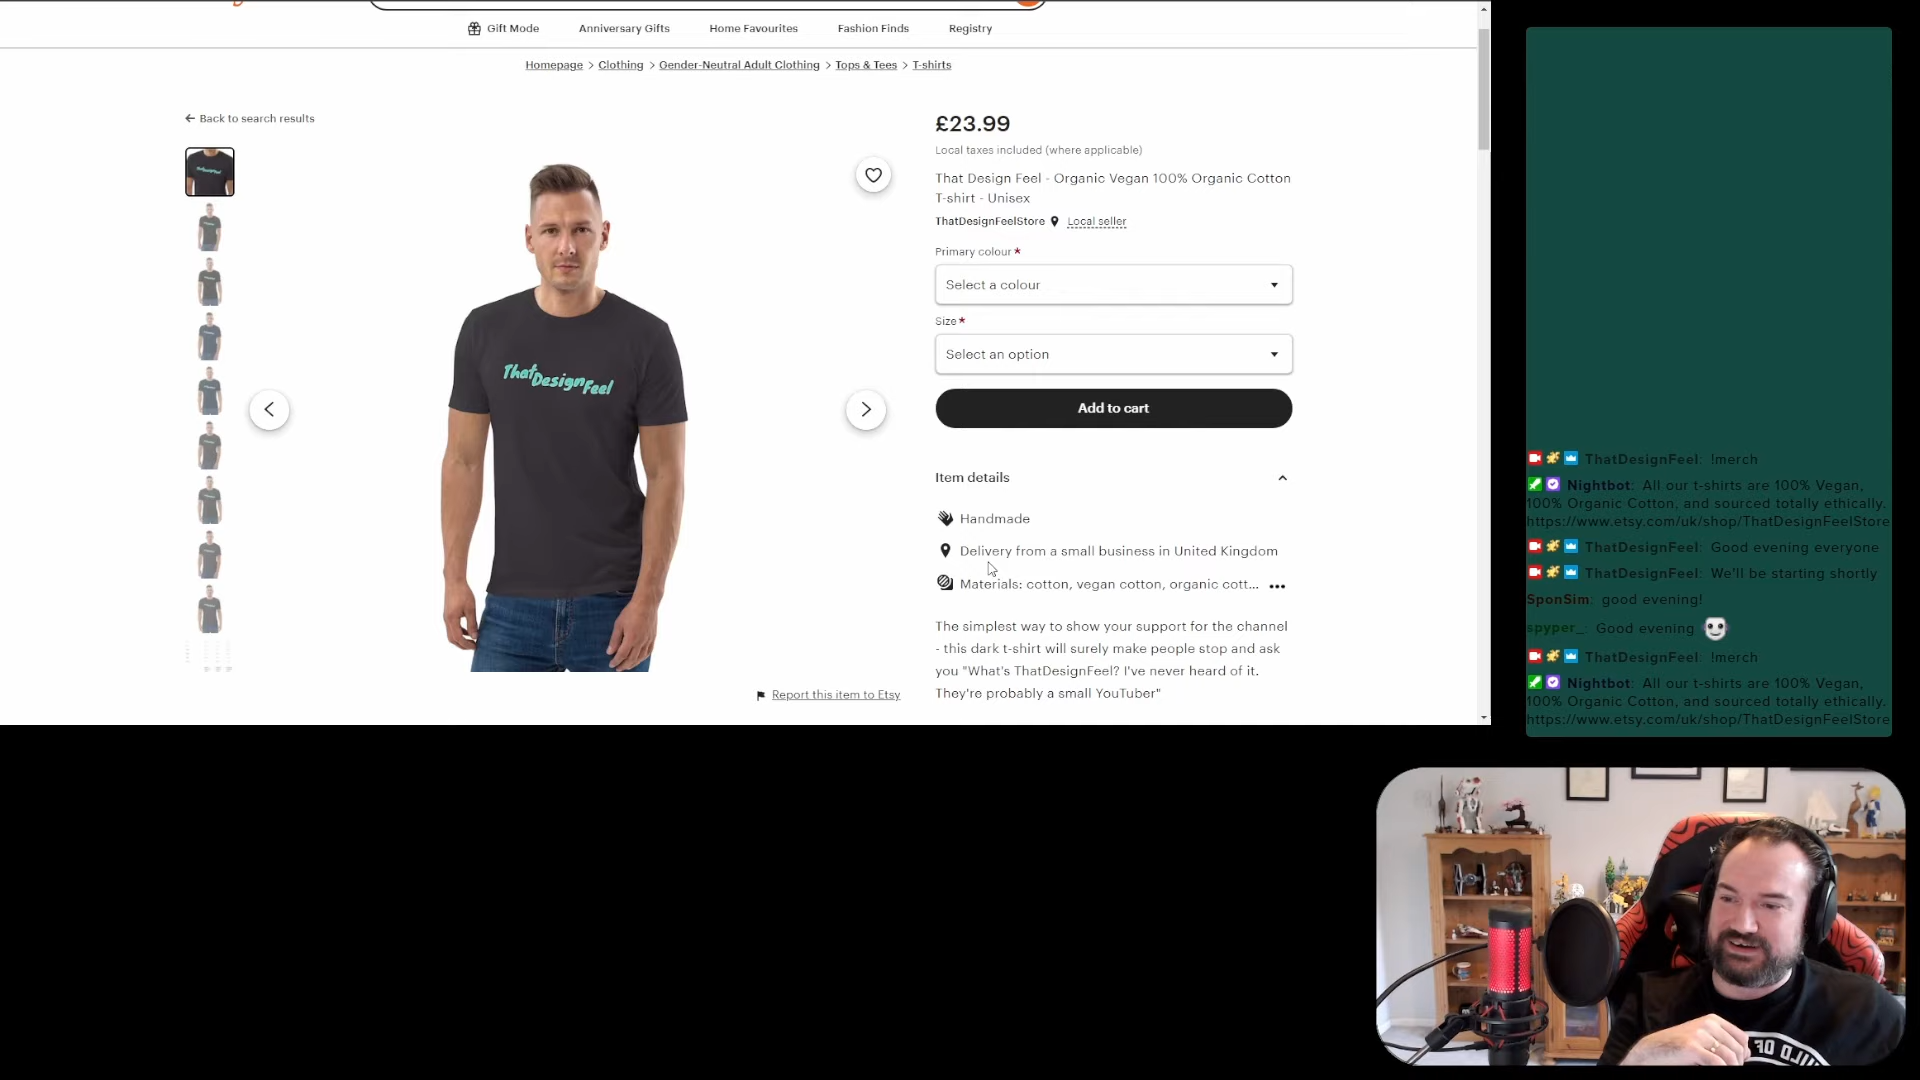 Gift Mode
Anniversary Gifts
Home Favourites
Fashion Finds
Registry
Homepage > Clothing > Gender-Neutral Adult Clothing > Tops & Tees > T-shirts
← Back to search results
£23.99
Local taxes included (where applicable)
That Design Feel - Organic Vegan 100% Organic Cotton
T-shirt - Unisex
ThatDesignFeelStore Local seller
Primary colour *
Select a colour
Size *
Select an option
Add to cart
Item details
Handmade
Delivery from a small business in United Kingdom
Materials: cotton, vegan cotton, organic cott... •••
The simplest way to show your support for the channel
- this dark t-shirt will surely make people stop and ask
you "What's ThatDesignFeel? I've never heard of it.
They're probably a small YouTuber"
Report this item to Etsy
That Design Feel
ThatDesignFeel: !merch
Nightbot: All our t-shirts are 100% Vegan,
100% Organic Cotton, and sourced totally ethically.
https://www.etsy.com/uk/shop/ThatDesignFeelStore
ThatDesignFeel: Good evening everyone
ThatDesignFeel: We'll be starting shortly
SponSim: good evening!
spyper_: Good evening
ThatDesignFeel: !merch
Nightbot: All our t-shirts are 100% Vegan,
100% Organic Cotton, and sourced totally ethically.
https://www.etsy.com/uk/shop/ThatDesignFeelStore